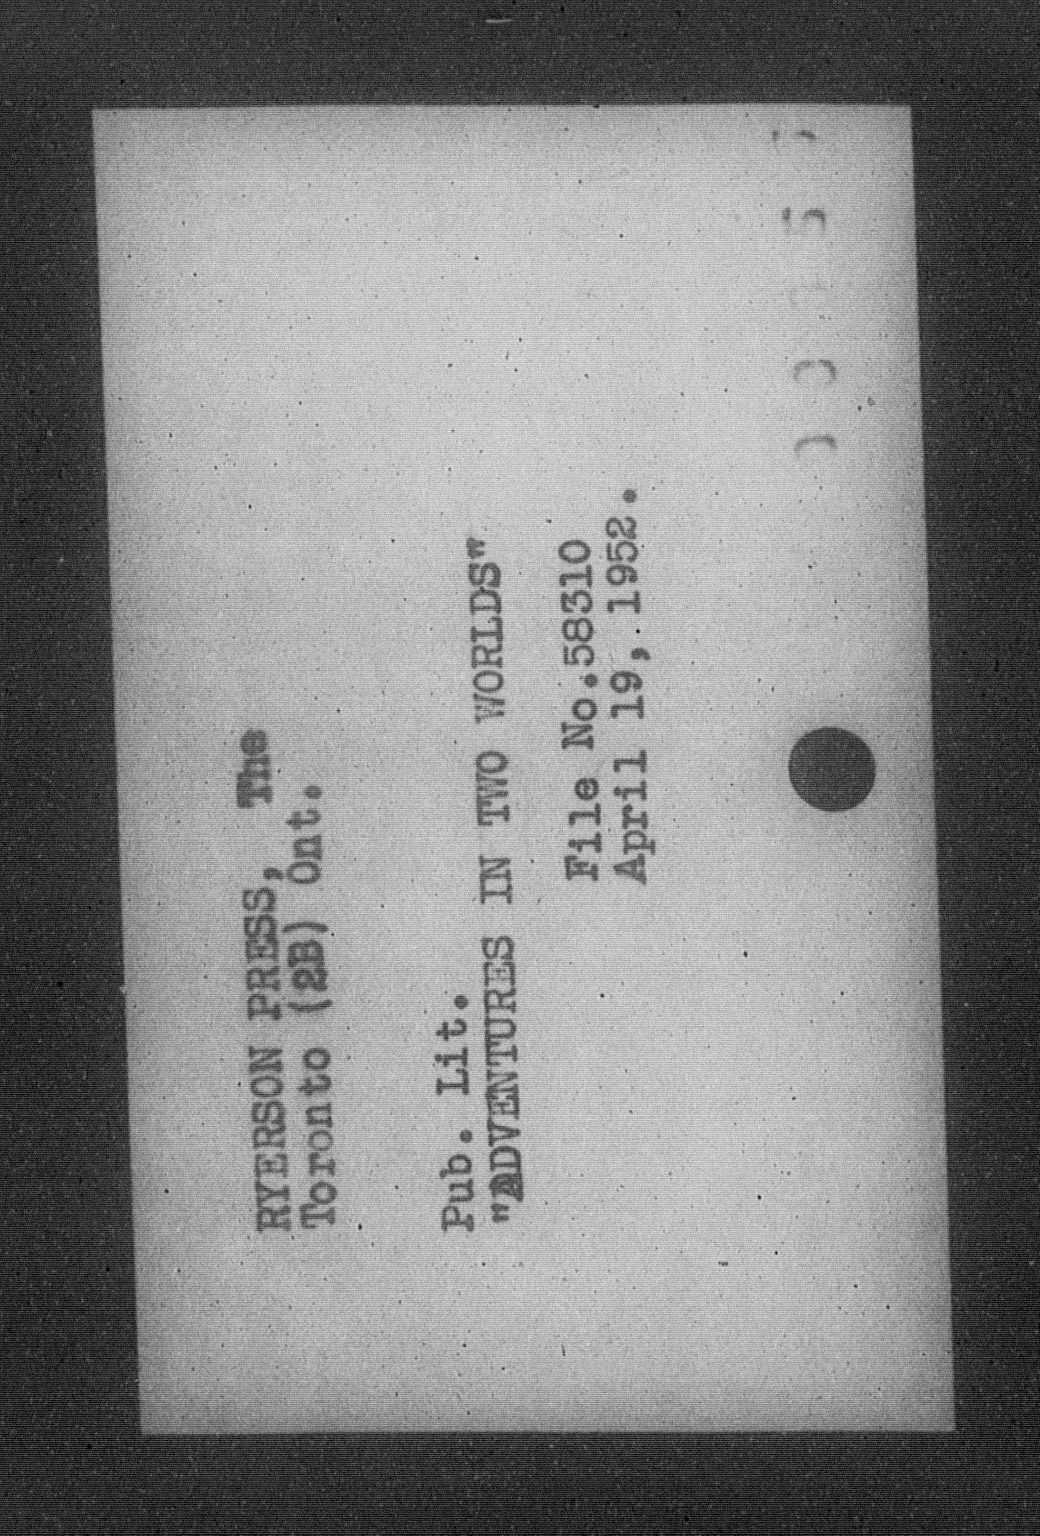 RYERSON PRESS, The
Toronto (2B) Ont.
Pub. Lit.
"ADVENTURES IN TWO WORLDS"
File No.58310
April 19, 1952.